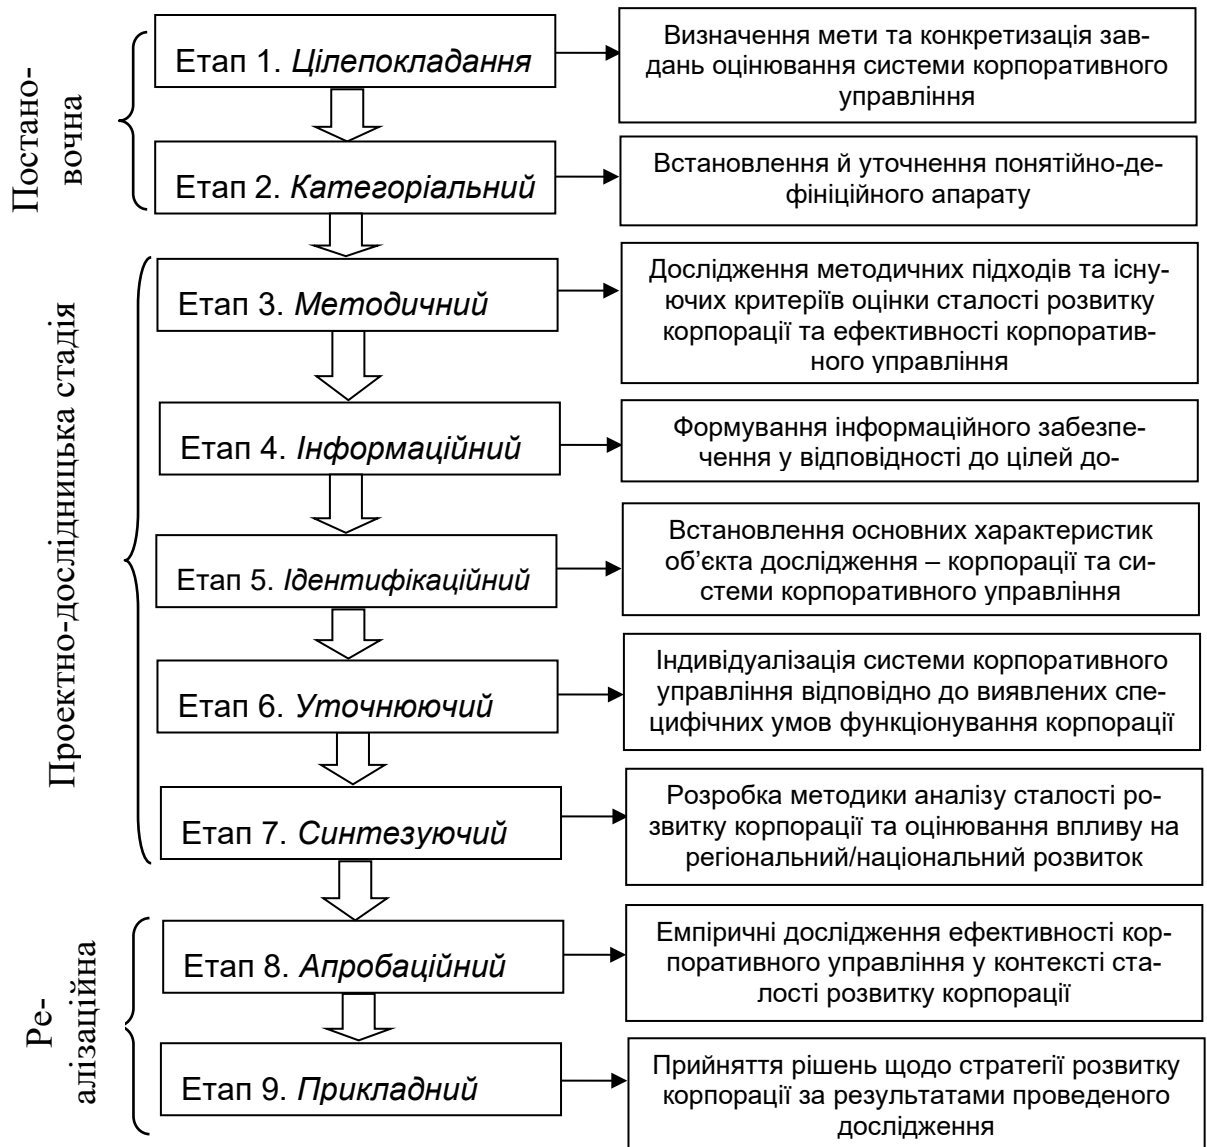 Постано-
вочна
Етап 1. Цілепокладання
Визначення мети та конкретизація зав-
дань оцінювання системи корпоративного
управління
Етап 2. Категоріальний
Встановлення й уточнення понятійно-де-
фініційного апарату
Проектно-дослідницька стадія
Етап 3. Методичний
Дослідження методичних підходів та існу-
ючих критеріїв оцінки сталості розвитку
корпорації та ефективності корпоратив-
ного управління
Етап 4. Інформаційний
Формування інформаційного забезпе-
чення у відповідності до цілей до-
Етап 5. Ідентифікаційний
Встановлення основних характеристик
об’єкта дослідження – корпорації та си-
стеми корпоративного управління
Етап 6. Уточнюючий
Індивідуалізація системи корпоративного
управління відповідно до виявлених спе-
цифічних умов функціонування корпорації
Етап 7. Синтезуючий
Розробка методики аналізу сталості ро-
звитку корпорації та оцінювання впливу на
регіональний/національний розвиток
Ре-
алізаційна
Етап 8. Апробаційний
Емпіричні дослідження ефективності кор-
поративного управління у контексті ста-
лості розвитку корпорації
Етап 9. Прикладний
Прийняття рішень щодо стратегії розвитку
корпорації за результатами проведеного
дослідження